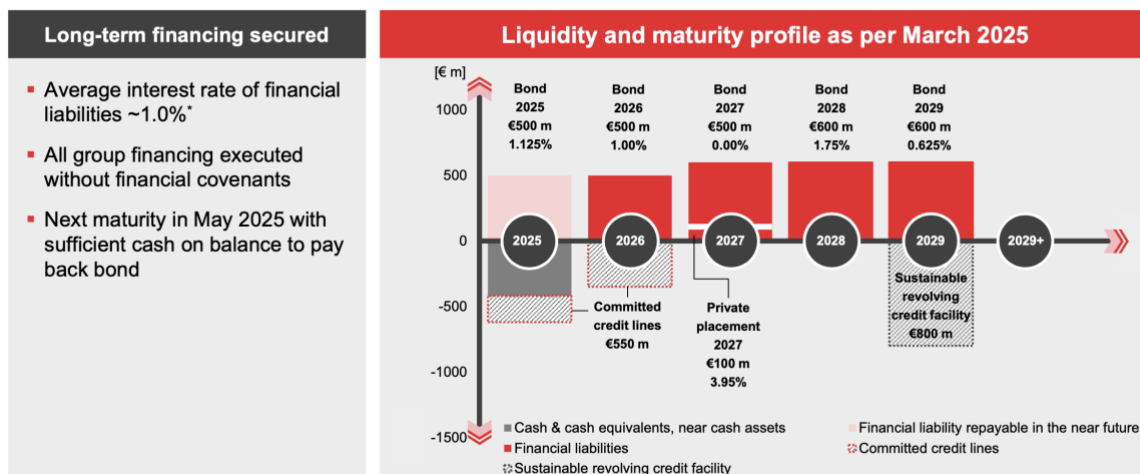 Long-term financing secured
▪ Average interest rate of financial
liabilities ~1.0%*
▪ All group financing executed
without financial covenants
▪ Next maturity in May 2025 with
sufficient cash on balance to pay
back bond
Liquidity and maturity profile as per March 2025
[€ m]
1000
500
0
-500
-1000
-1500
Bond
2025
€500 m
1.125%
Bond
2026
€500 m
1.00%
Bond
2027
€500 m
0.00%
Bond
2028
€600 m
1.75%
Bond
2029
€600 m
0.625%
2025
2026
2027
2028
2029
2029+
Committed
credit lines
€550 m
Private
placement
2027
€100 m
3.95%
Sustainable
revolving
credit facility
€800 m
Cash & cash equivalents, near cash assets
Financial liability repayable in the near future
Financial liabilities
Committed credit lines
Sustainable revolving credit facility